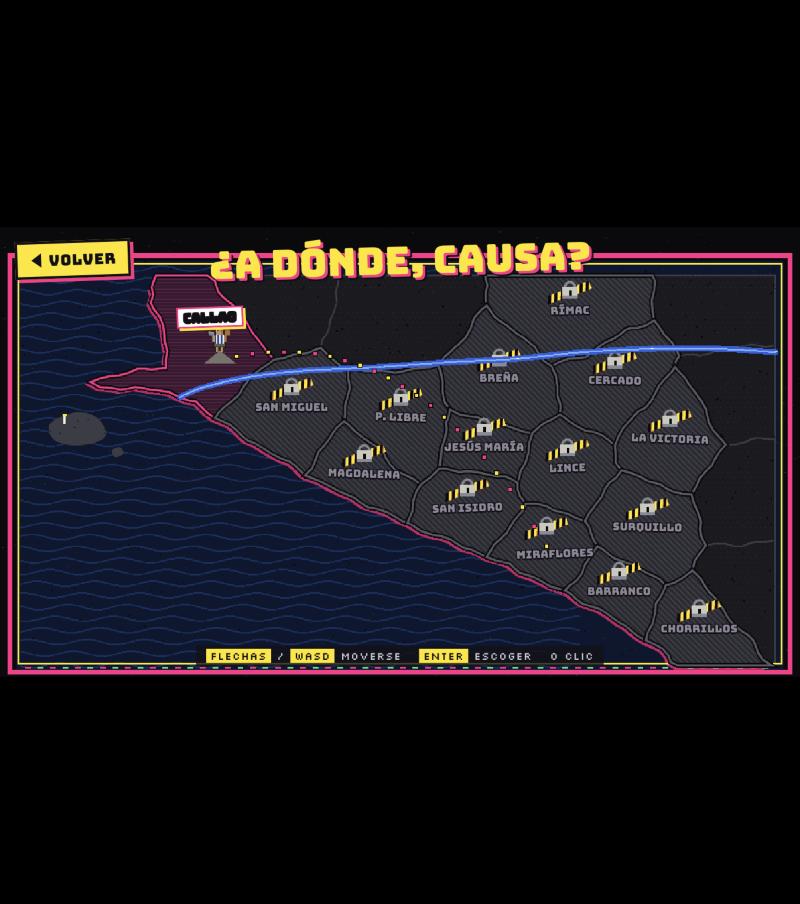 VOLVER
¿A DÓNDE, CAUSA?
RÍMAC
CALLAO
BREÑA
CERCADO
SAN MIGUEL
P. LIBRE
JESÚS MARÍA
LA VICTORIA
MAGDALENA
LINCE
SAN ISIDRO
SURQUILLO
MIRAFLORES
BARRANCO
CHORRILLOS
FLECHAS / WASD MOVERSE ENTER ESCOGER O CLIC